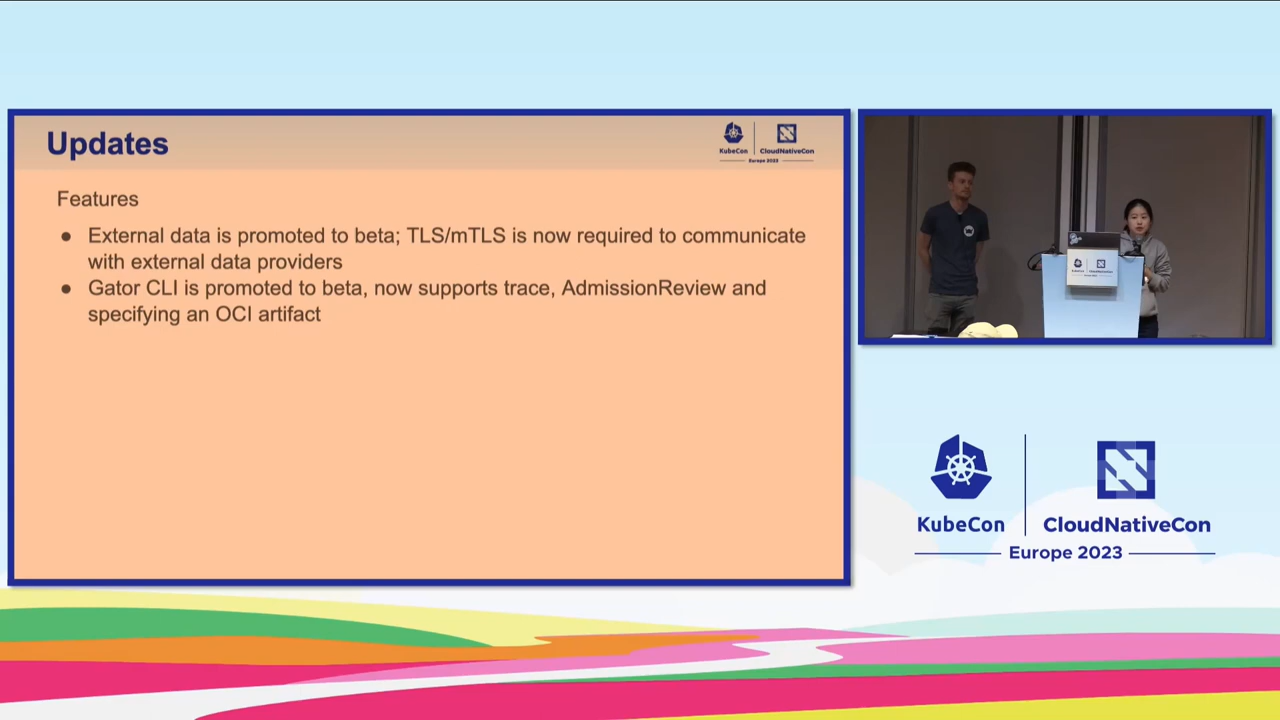 Updates
KubeCon
CloudNativeCon
Europe 2023
Features
External data is promoted to beta; TLS/mTLS is now required to communicate
with external data providers
Gator CLI is promoted to beta, now supports trace, AdmissionReview and
specifying an OCI artifact
KubeCon
CloudNativeCon
Europe 2023